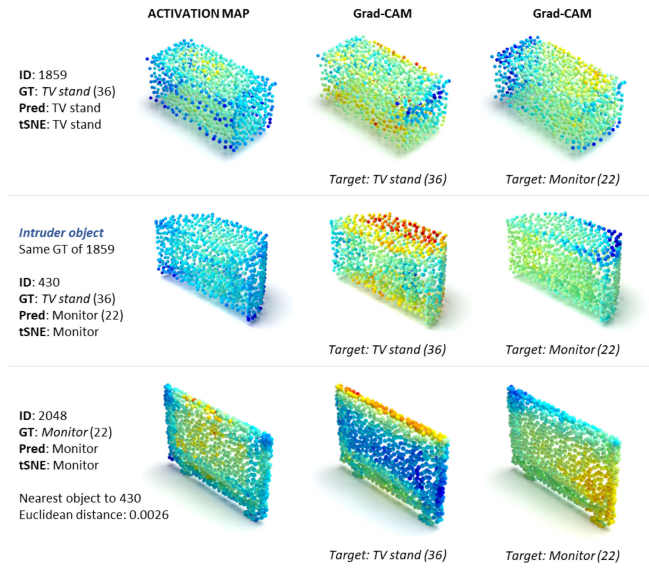 ACTIVATION MAP
Grad-CAM
Grad-CAM
ID: 1859
GT: TV stand (36)
Pred: TV stand
tSNE: TV stand
Target: TV stand (36)
Target: Monitor (22)
Intruder object
Same GT of 1859
ID: 430
GT: TV stand (36)
Pred: Monitor (22)
tSNE: Monitor
Target: TV stand (36)
Target: Monitor (22)
ID: 2048
GT: Monitor (22)
Pred: Monitor
tSNE: Monitor
Nearest object to 430
Euclidean distance: 0.0026
Target: TV stand (36)
Target: Monitor (22)